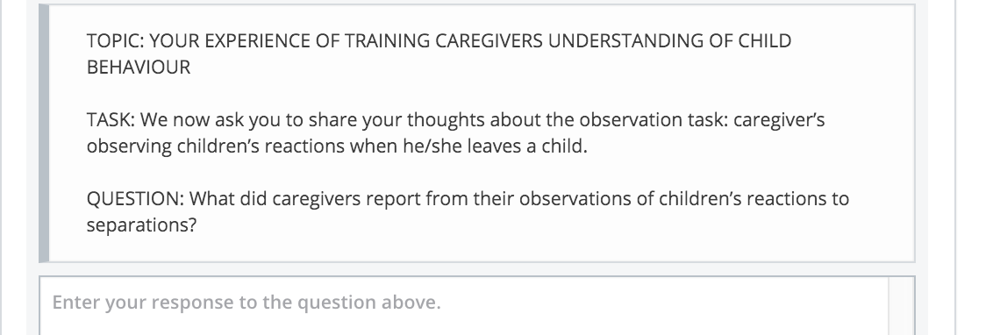 TOPIC: YOUR EXPERIENCE OF TRAINING CAREGIVERS UNDERSTANDING OF CHILD
BEHAVIOUR
TASK: We now ask you to share your thoughts about the observation task: caregiver’s
observing children’s reactions when he/she leaves a child.
QUESTION: What did caregivers report from their observations of children’s reactions to
separations?
Enter your response to the question above.